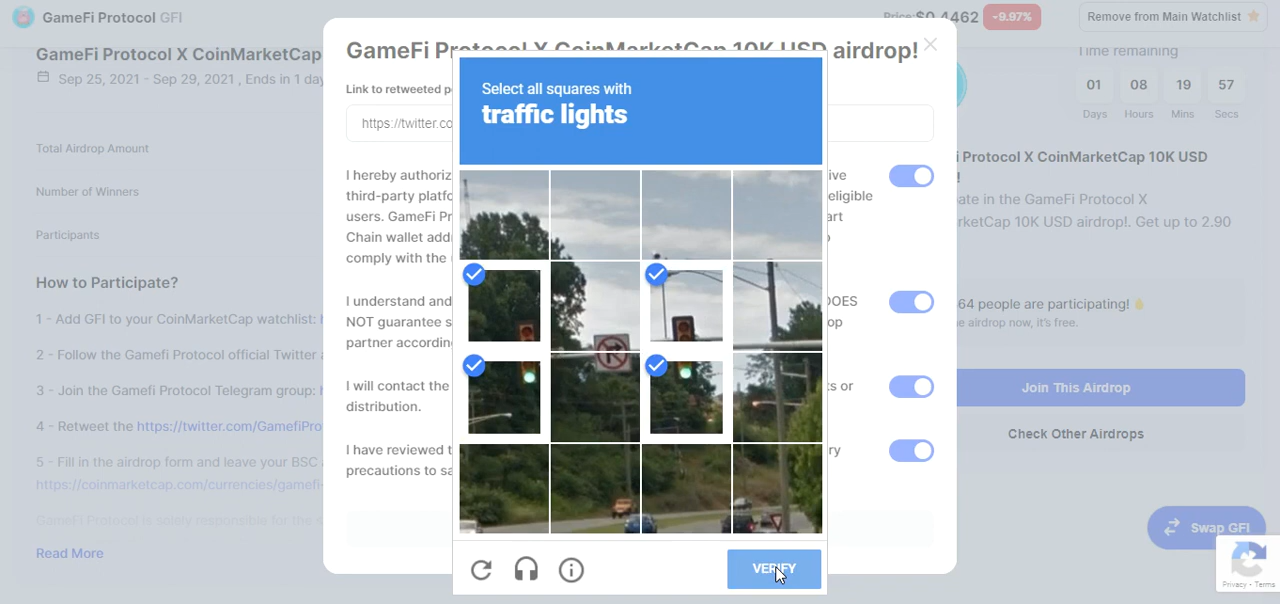 GameFi Protocol GFI
Price:$0.4462 -9.97%
Remove from Main Watchlist
GameFi Protocol X CoinMarketCap
Sep 25, 2021 - Sep 29, 2021 , Ends in 1 day
Total Airdrop Amount
Number of Winners
Participants
How to Participate?
1 - Add GFI to your CoinMarketCap watchlist:
2 - Follow the Gamefi Protocol official Twitter
3 - Join the Gamefi Protocol Telegram group:
4 - Retweet the https://twitter.com/GamefiPro
5 - Fill in the airdrop form and leave your BSC
https://coinmarketcap.com/currencies/gamefi-
GameFi Protocol is solely responsible for the
Read More
GameFi Protocol X CoinMarketCap 10K USD airdrop!
Link to retweeted
https://twitter.co
I hereby authoriz
third-party platfo
eligible
users. GameFi Pr
Chain wallet addr
comply with the
I understand and
DOES
NOT guarantee s
partner according
I will contact the
or
distribution.
I have reviewed t
precautions to sa
Select all squares with
traffic lights
VERIFY
Time remaining
01 08 19 57
Days Hours Mins Secs
Protocol X CoinMarketCap 10K USD
in the GameFi Protocol X
rketCap 10K USD airdrop!. Get up to 2.90
64 people are participating!
airdrop now, it's free.
Join This Airdrop
Check Other Airdrops
Swap GFI
Privacy - Terms